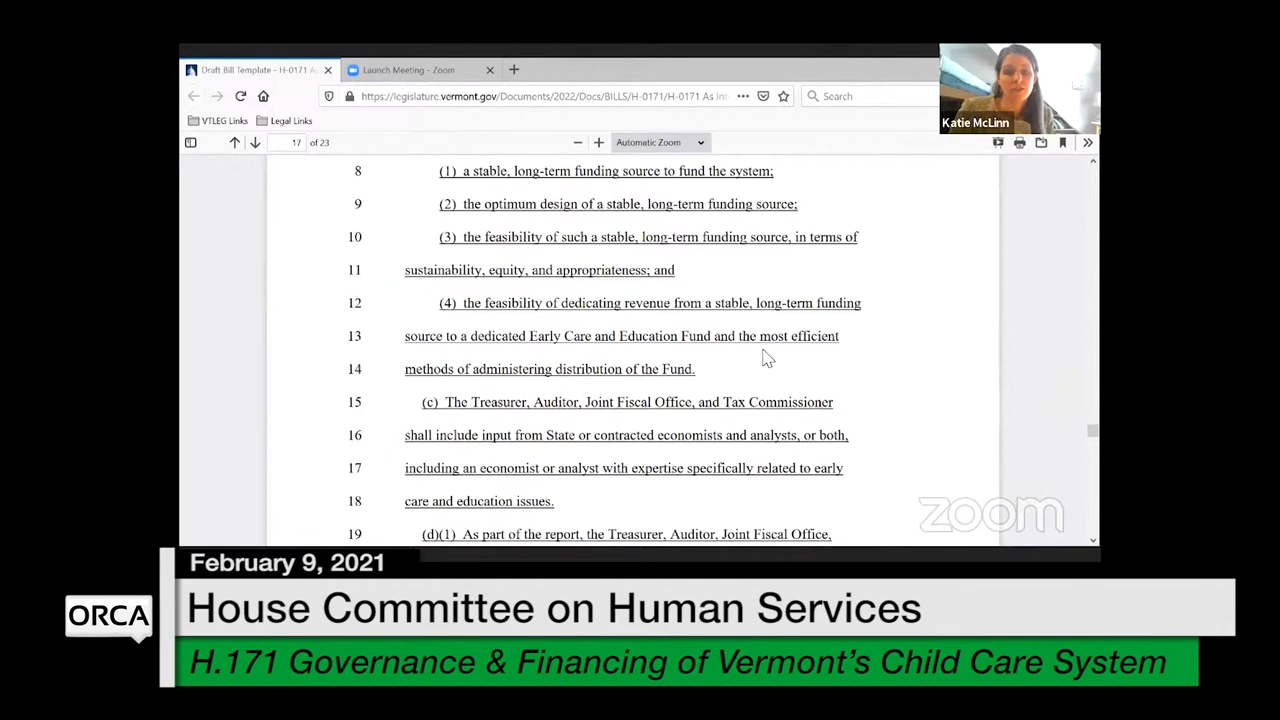 Draft Bill Template - H-0171 As
Launch Meeting - Zoom
https://legislature.vermont.gov/Documents/2022/Docs/BILLS/H-0171/H-0171 As Int
Search
VTLEG Links
Legal Links
Katie McLinn
17 of 23
Automatic Zoom
8 (1) a stable, long-term funding source to fund the system;
9 (2) the optimum design of a stable, long-term funding source;
10 (3) the feasibility of such a stable, long-term funding source, in terms of
11 sustainability, equity, and appropriateness; and
12 (4) the feasibility of dedicating revenue from a stable, long-term funding
13 source to a dedicated Early Care and Education Fund and the most efficient
14 methods of administering distribution of the Fund.
15 (c) The Treasurer, Auditor, Joint Fiscal Office, and Tax Commissioner
16 shall include input from State or contracted economists and analysts, or both,
17 including an economist or analyst with expertise specifically related to early
18 care and education issues.
zoom
19 (d)(1) As part of the report, the Treasurer, Auditor, Joint Fiscal Office,
February 9, 2021
ORCA
House Committee on Human Services
H.171 Governance & Financing of Vermont's Child Care System